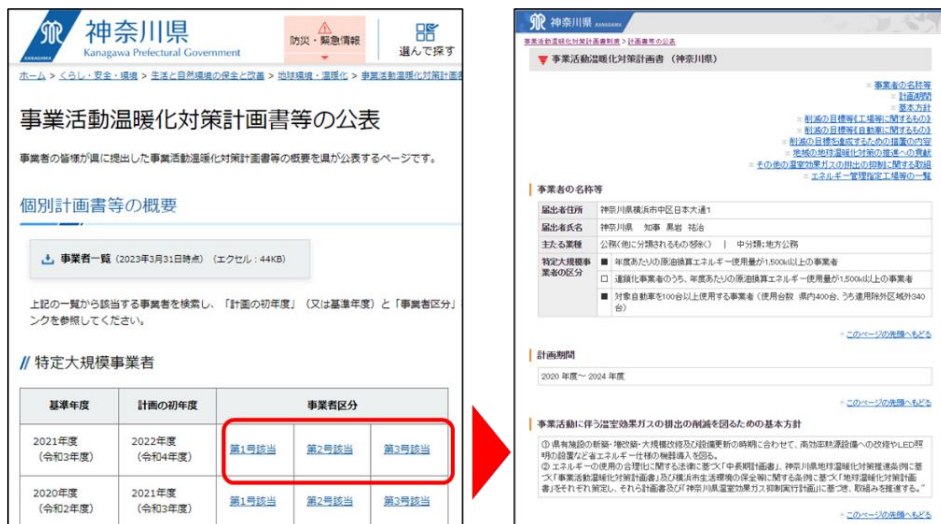 神奈川県
Kanagawa Prefectural Government
防災・緊急情報
選んで探す
ホーム > くらし・安全・環境 > 生活と自然環境の保全と改善 > 地球環境・温暖化 > 事業活動温暖化対策計画書
事業活動温暖化対策計画書等の公表
事業者の皆様が県に提出した事業活動温暖化対策計画書等の概要を県が公表するページです。
個別計画書等の概要
事業者一覧（2023年3月31日時点）（エクセル：44KB）
上記の一覧から該当する事業者を検索し、「計画の初年度」（又は基準年度）と「事業者区分」
ンクを参照してください。
// 特定大規模事業者
基準年度 計画の初年度 事業者区分
2021年度 2022年度
（令和3年度） （令和4年度） 第1号該当 第2号該当 第3号該当
2020年度 2021年度
（令和2年度） （令和3年度） 第1号該当 第2号該当 第3号該当
神奈川県
事業活動温暖化対策計画書制度 > 計画書等の公表
▼ 事業活動温暖化対策計画書 （神奈川県）
事業者の名称等
計画期間
基本方針
削減の目標等(工場等に関するもの)
削減の目標等(自動車に関するもの)
削減の目標を達成するための措置の内容
地域の地球温暖化対策の推進への貢献
その他の温室効果ガスの排出の抑制に関する取組
エネルギー管理指定工場等の一覧
事業者の名称等
届出者住所 神奈川県横浜市中区日本大通1
届出者氏名 神奈川県 知事 黒岩 祐治
主たる業種 公務(他に分類されるものを除く) | 中分類:地方公務
特定大規模事業者の区分 ■ 年度あたりの原油換算エネルギー使用量が1,500kl以上の事業者
□ 連鎖化事業者のうち、年度あたりの原油換算エネルギー使用量が1,500kl以上の事業者
■ 対象自動車を100台以上使用する事業者（使用台数 県内400台、うち適用除外区域外340
台）
このページの先頭へもどる
計画期間
2020 年度～ 2024 年度
このページの先頭へもどる
事業活動に伴う温室効果ガスの排出の削減を図るための基本方針
① 県有施設の新築・増改築・大規模改修及び設備更新の時期に合わせて、高効率熱源設備への改修やLED照
明の設置など省エネルギー仕様の機器導入を図る。
② エネルギーの使用の合理化に関する法律に基づく「中長期計画書」、神奈川県地球温暖化対策推進条例に基
づく「事業活動温暖化対策計画書」及び横浜市生活環境の保全等に関する条例に基づく「地球温暖化対策計画
書」をそれぞれ策定し、それら計画書及び「神奈川県温室効果ガス抑制実行計画」に基づき、取組みを推進する。"
このページの先頭へもどる